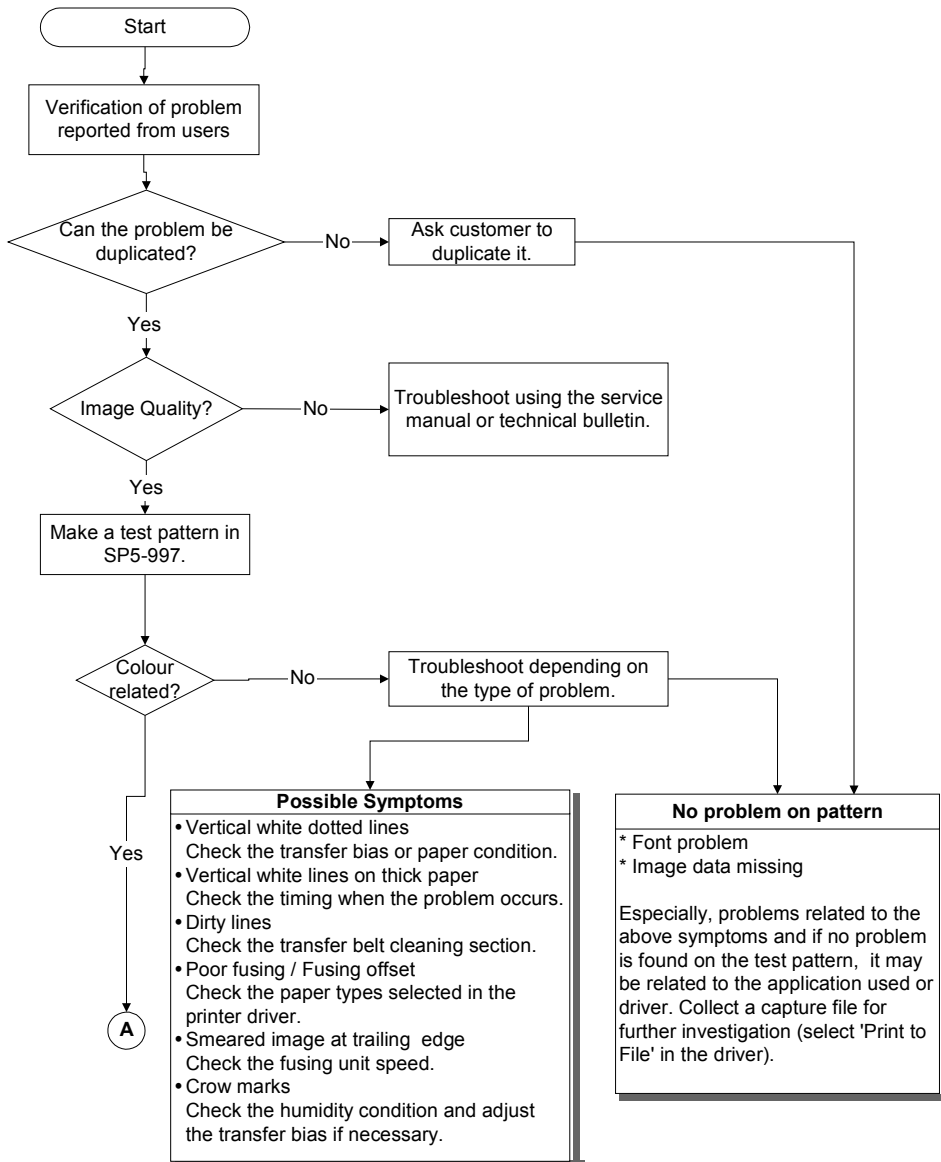 Start
Verification of problem
reported from users
Can the problem be
duplicated?
No
Ask customer to
duplicate it.
Yes
Image Quality?
No
Troubleshoot using the service
manual or technical bulletin.
Yes
Make a test pattern in
SP5-997.
Colour
related?
No
Troubleshoot depending on
the type of problem.
Yes
A
Possible Symptoms
• Vertical white dotted lines
Check the transfer bias or paper condition.
• Vertical white lines on thick paper
Check the timing when the problem occurs.
• Dirty lines
Check the transfer belt cleaning section.
• Poor fusing / Fusing offset
Check the paper types selected in the
printer driver.
• Smeared image at trailing edge
Check the fusing unit speed.
• Crow marks
Check the humidity condition and adjust
the transfer bias if necessary.
No problem on pattern
* Font problem
* Image data missing
Especially, problems related to the
above symptoms and if no problem
is found on the test pattern, it may
be related to the application used or
driver. Collect a capture file for
further investigation (select 'Print to
File' in the driver).